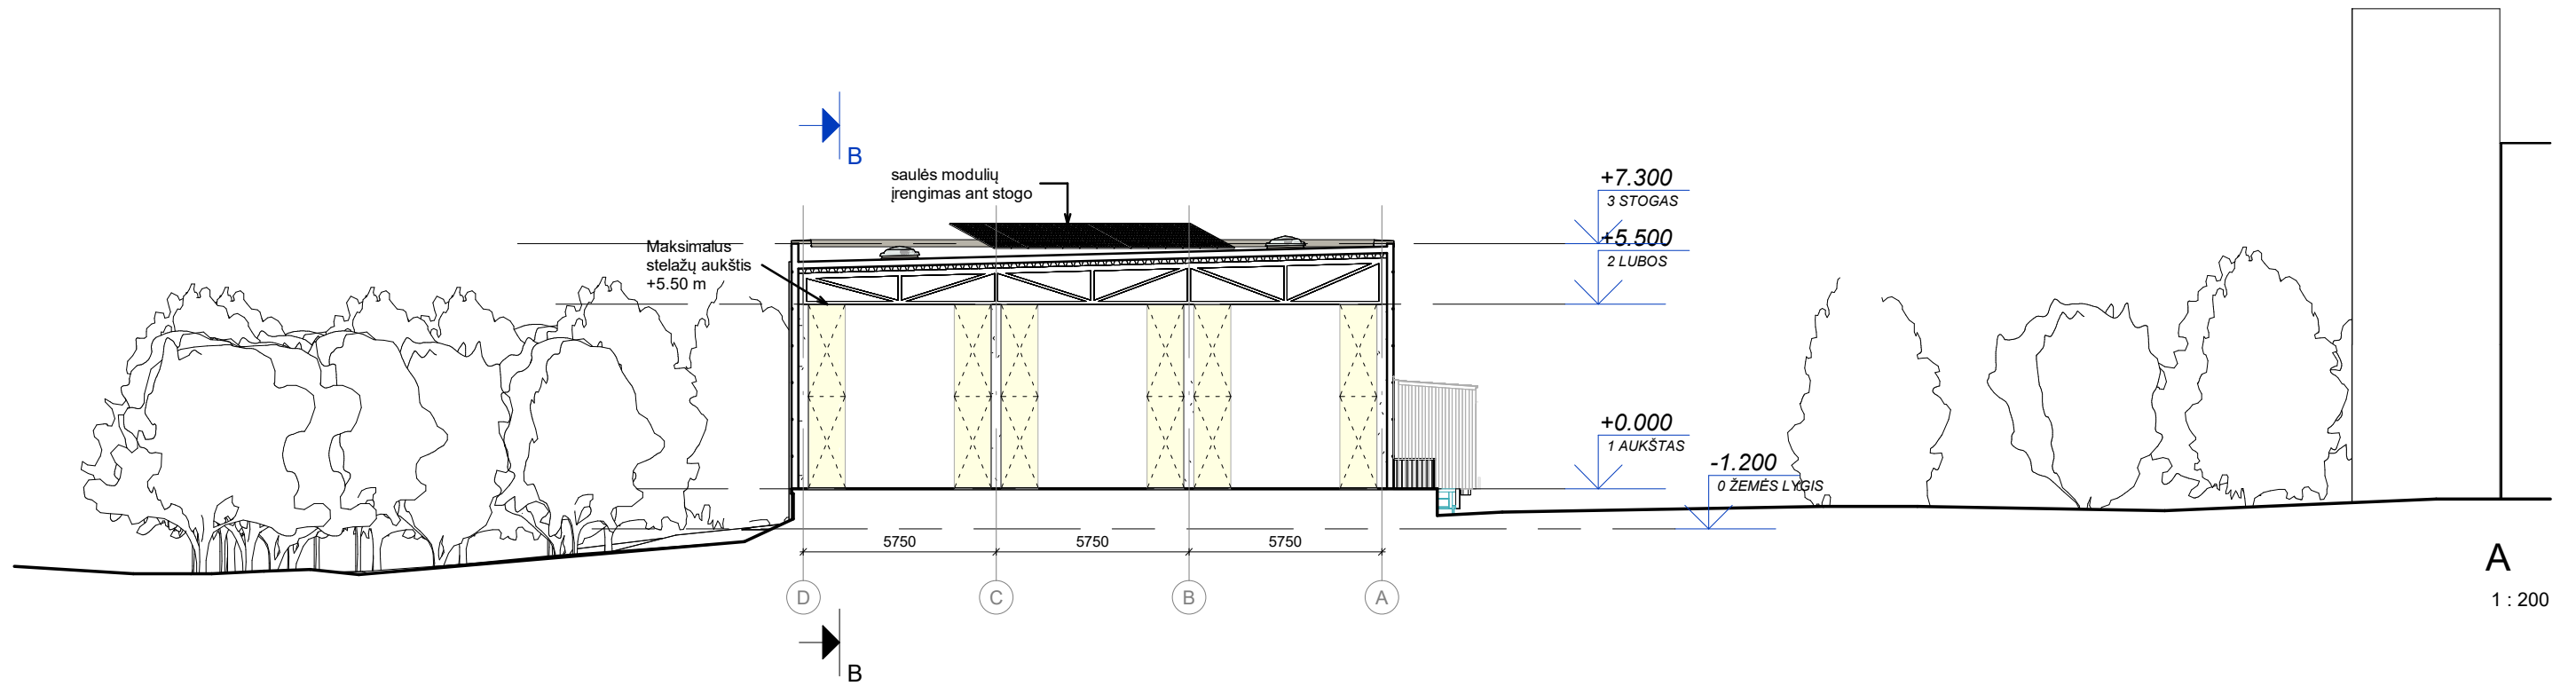 B
saulės modulių
įrengimas ant stogo
Maksimalus
stelažų aukštis
+5.50 m
+7.300
3 STOGAS
+5.500
2 LUBOS
+0.000
1 AUKŠTAS
-1.200
0 ŽEMĖS LYGIS
5750 5750 5750
D C B A
B
A
1 : 200